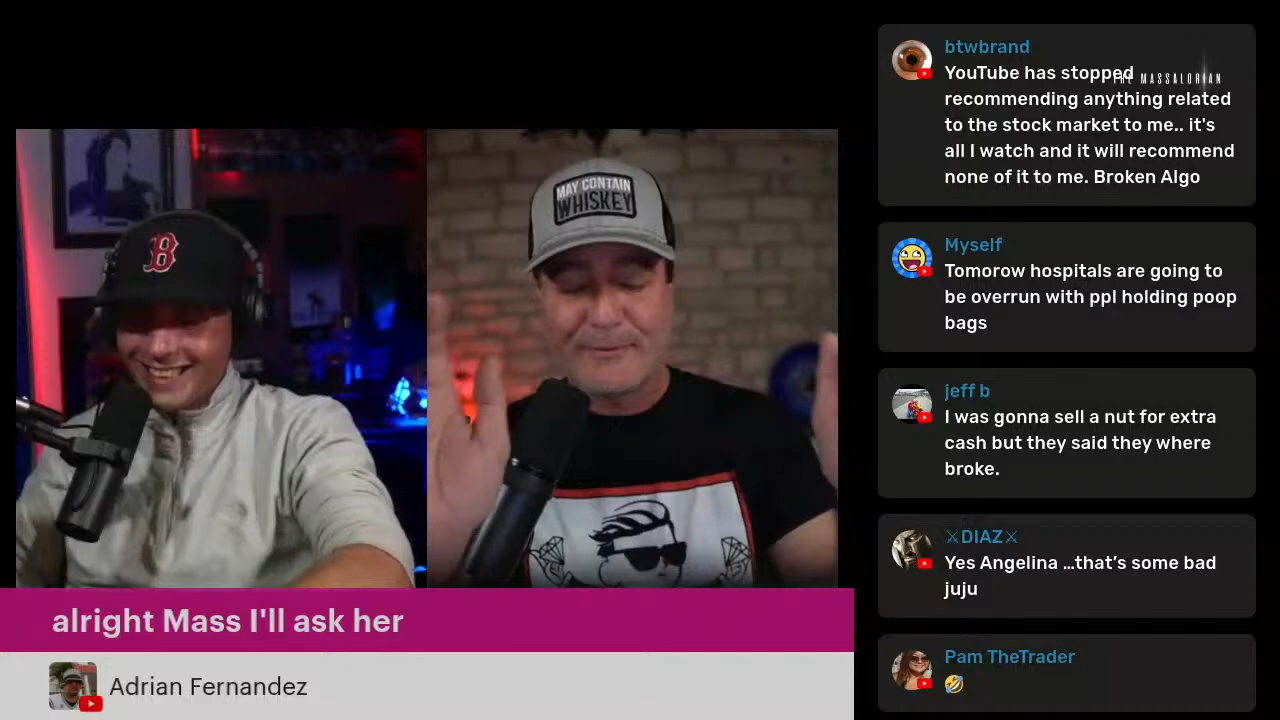 btwbrand
YouTube has stopped
THE MASSALORIAN
recommending anything related
to the stock market to me.. it's
all I watch and it will recommend
none of it to me. Broken Algo
Myself
Tomorow hospitals are going to
be overrun with ppl holding poop
bags
jeff b
I was gonna sell a nut for extra
cash but they said they where
broke.
⚔DIAZ⚔
Yes Angelina …that’s some bad
juju
Pam TheTrader
🤣
B
MAY CONTAIN
WHISKEY
alright Mass I'll ask her
Adrian Fernandez